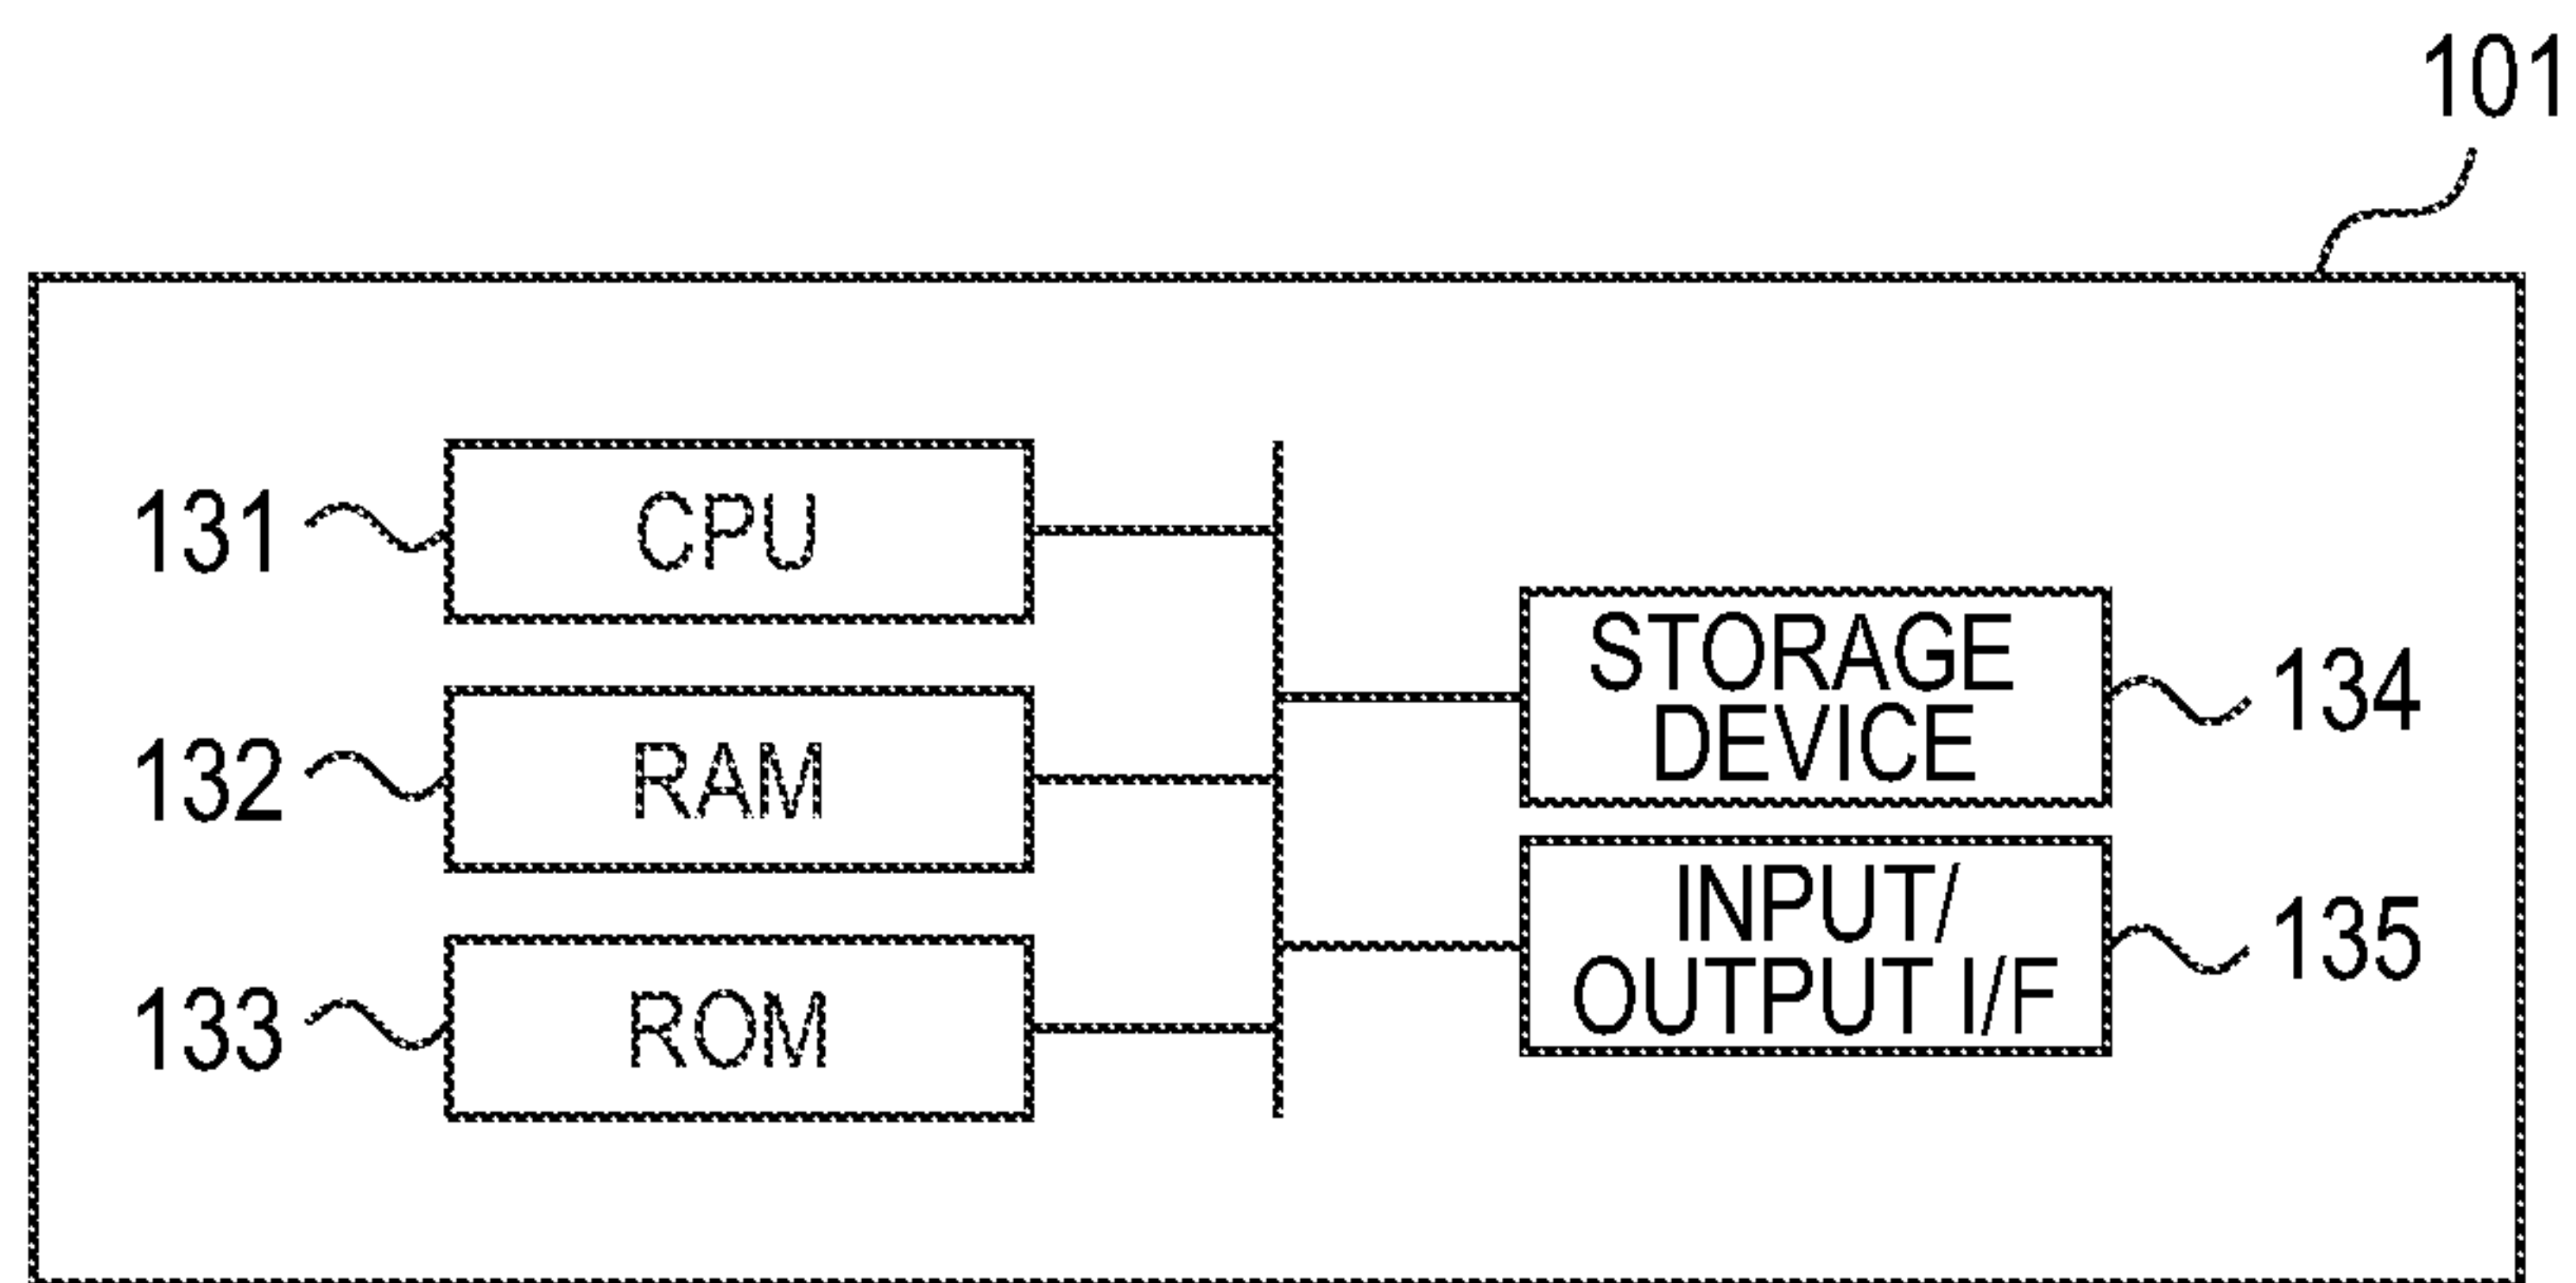 101
131
CPU
132
RAM
133
ROM
STORAGE
DEVICE
134
INPUT/
OUTPUT I/F
135